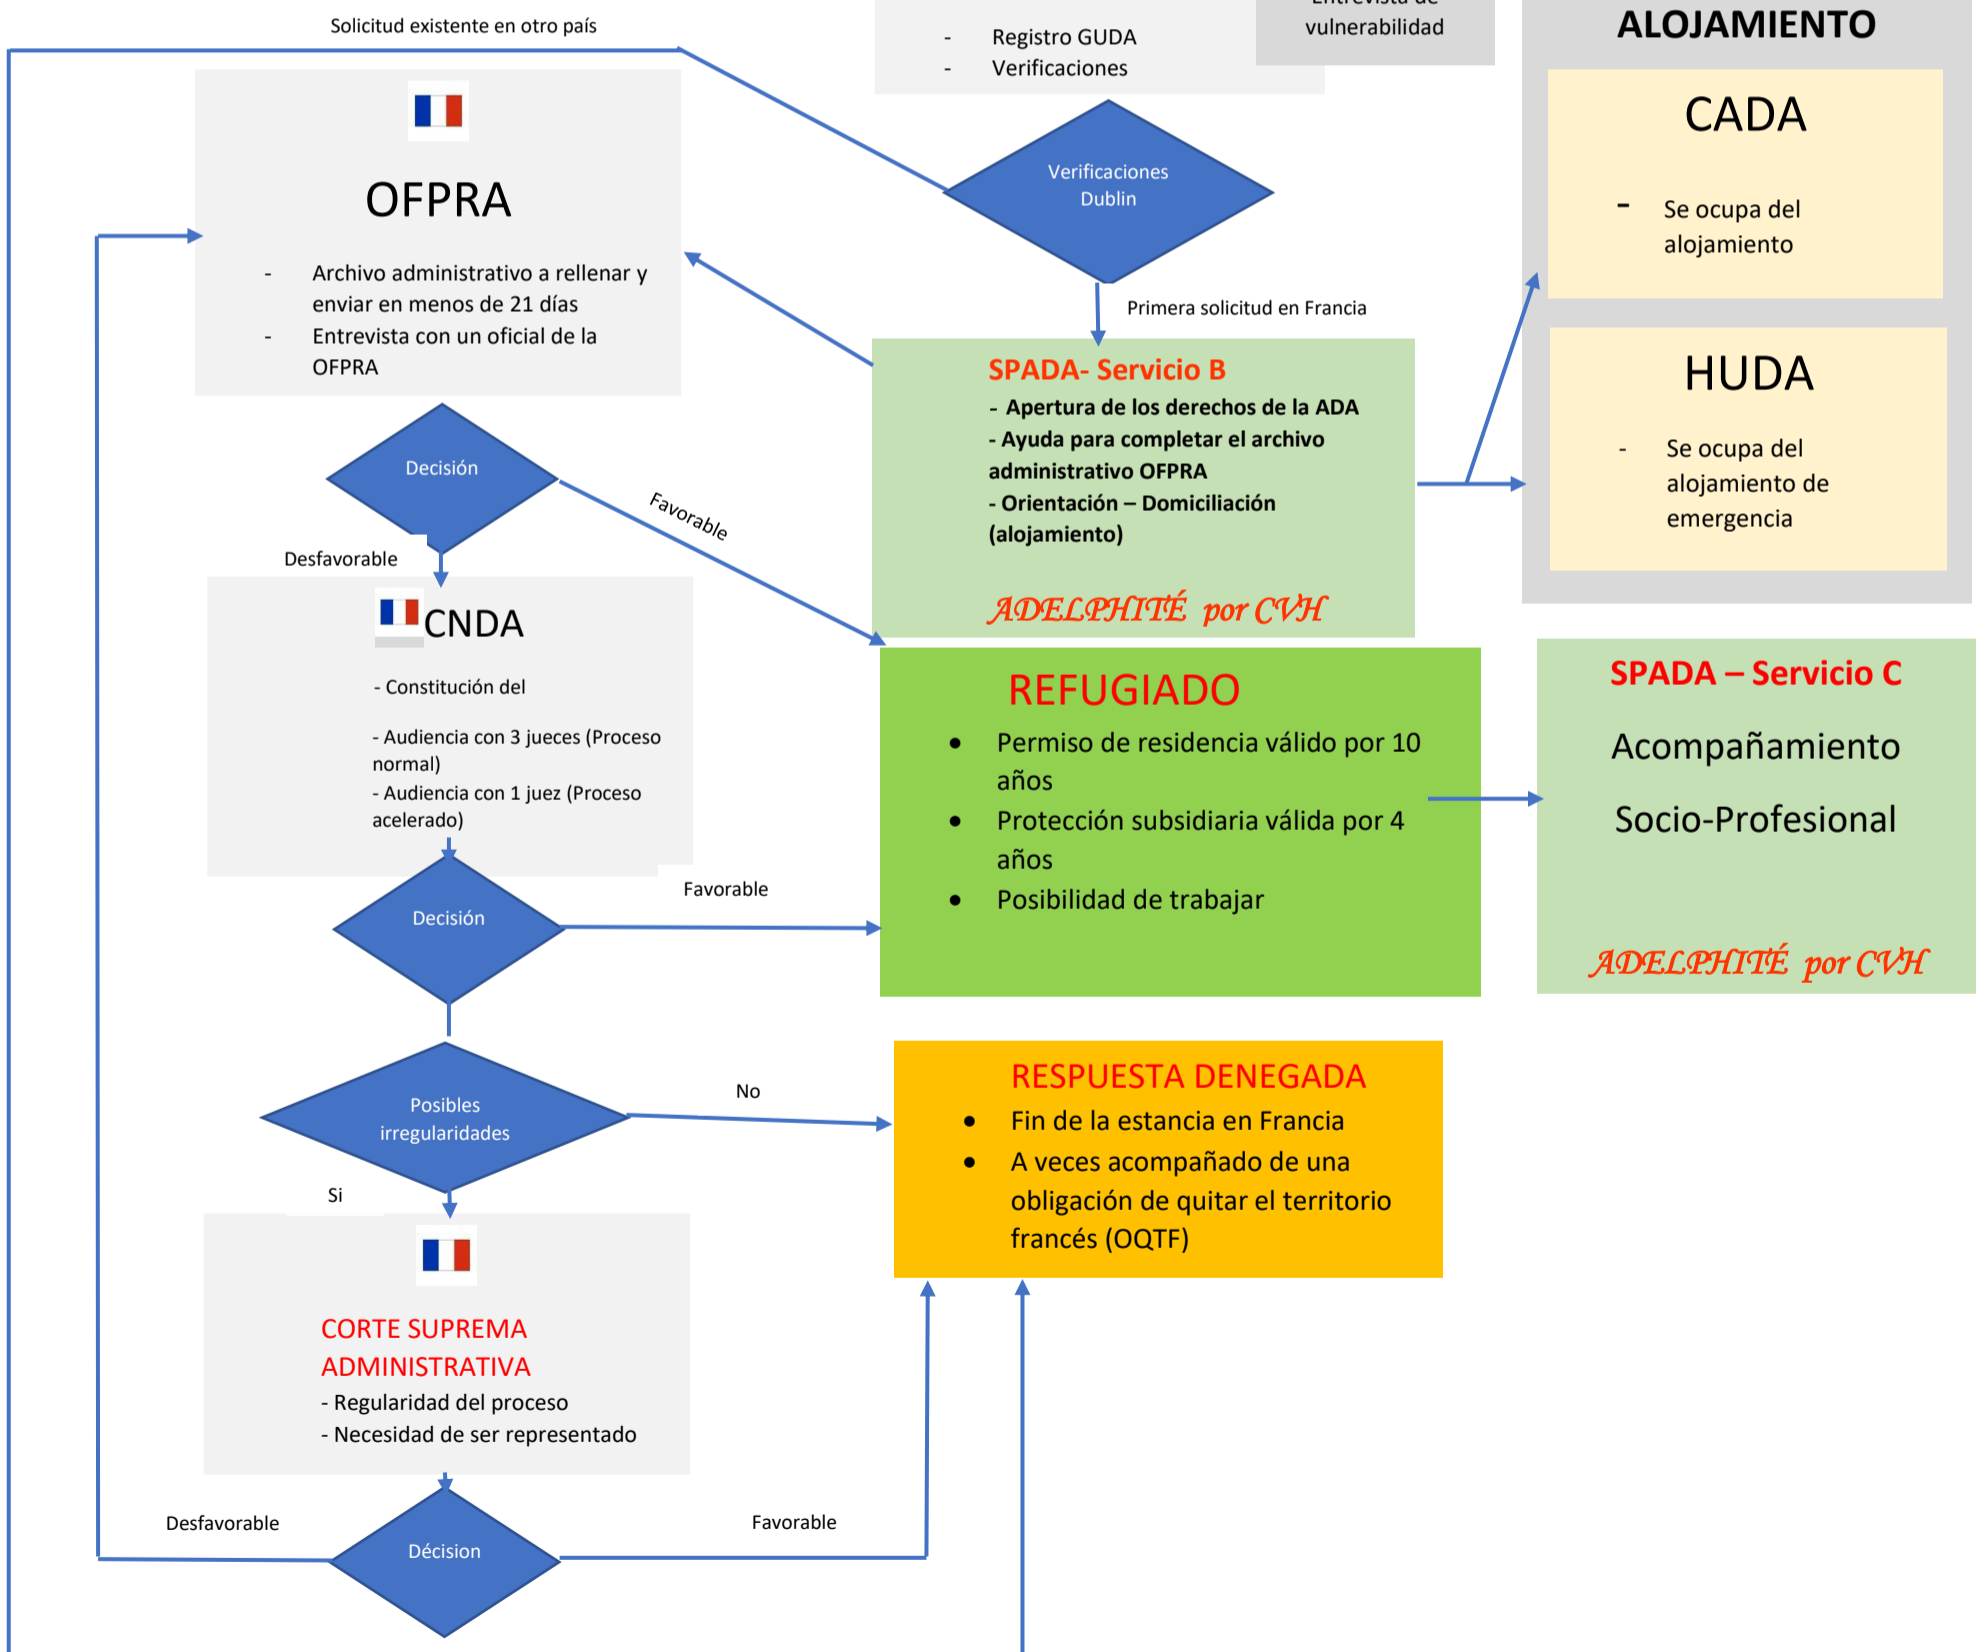 Solicitud existente en otro país
- Registro GUDA
- Verificaciones
vulnerabilidad
ALOJAMIENTO
CADA
- Se ocupa del
alojamiento
HUDA
- Se ocupa del
alojamiento de
emergencia
OFPRA
- Archivo administrativo a rellenar y
enviar en menos de 21 días
- Entrevista con un oficial de la
OFPRA
Verificaciones
Dublin
Primera solicitud en Francia
SPADA- Servicio B
- Apertura de los derechos de la ADA
- Ayuda para completar el archivo
administrativo OFPRA
- Orientación – Domiciliación
(alojamiento)
ADELPHITÉ por CVH
Decisión
Favorable
Desfavorable
CNDA
- Constitución del
- Audiencia con 3 jueces (Proceso
normal)
- Audiencia con 1 juez (Proceso
acelerado)
REFUGIADO
• Permiso de residencia válido por 10
años
• Protección subsidiaria válida por 4
años
• Posibilidad de trabajar
SPADA – Servicio C
Acompañamiento
Socio-Profesional
ADELPHITÉ por CVH
Decisión
Favorable
Posibles
irregularidades
No
Si
RESPUESTA DENEGADA
• Fin de la estancia en Francia
• A veces acompañado de una
obligación de quitar el territorio
francés (OQTF)
CORTE SUPREMA
ADMINISTRATIVA
- Regularidad del proceso
- Necesidad de ser representado
Desfavorable
Décision
Favorable